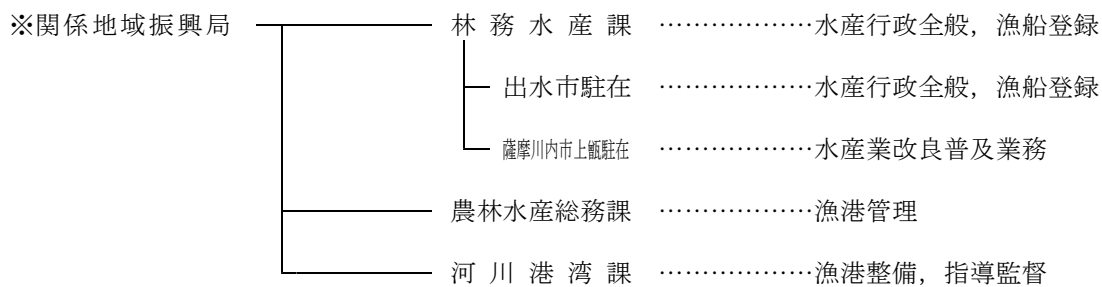 ※関係地域振興局 林務水産課 ………………水産行政全般，漁船登録
出水市駐在 ………………水産行政全般，漁船登録
薩摩川内市上甑駐在 ………………水産業改良普及業務
農林水産総務課 ………………漁港管理
河川港湾課 ………………漁港整備，指導監督